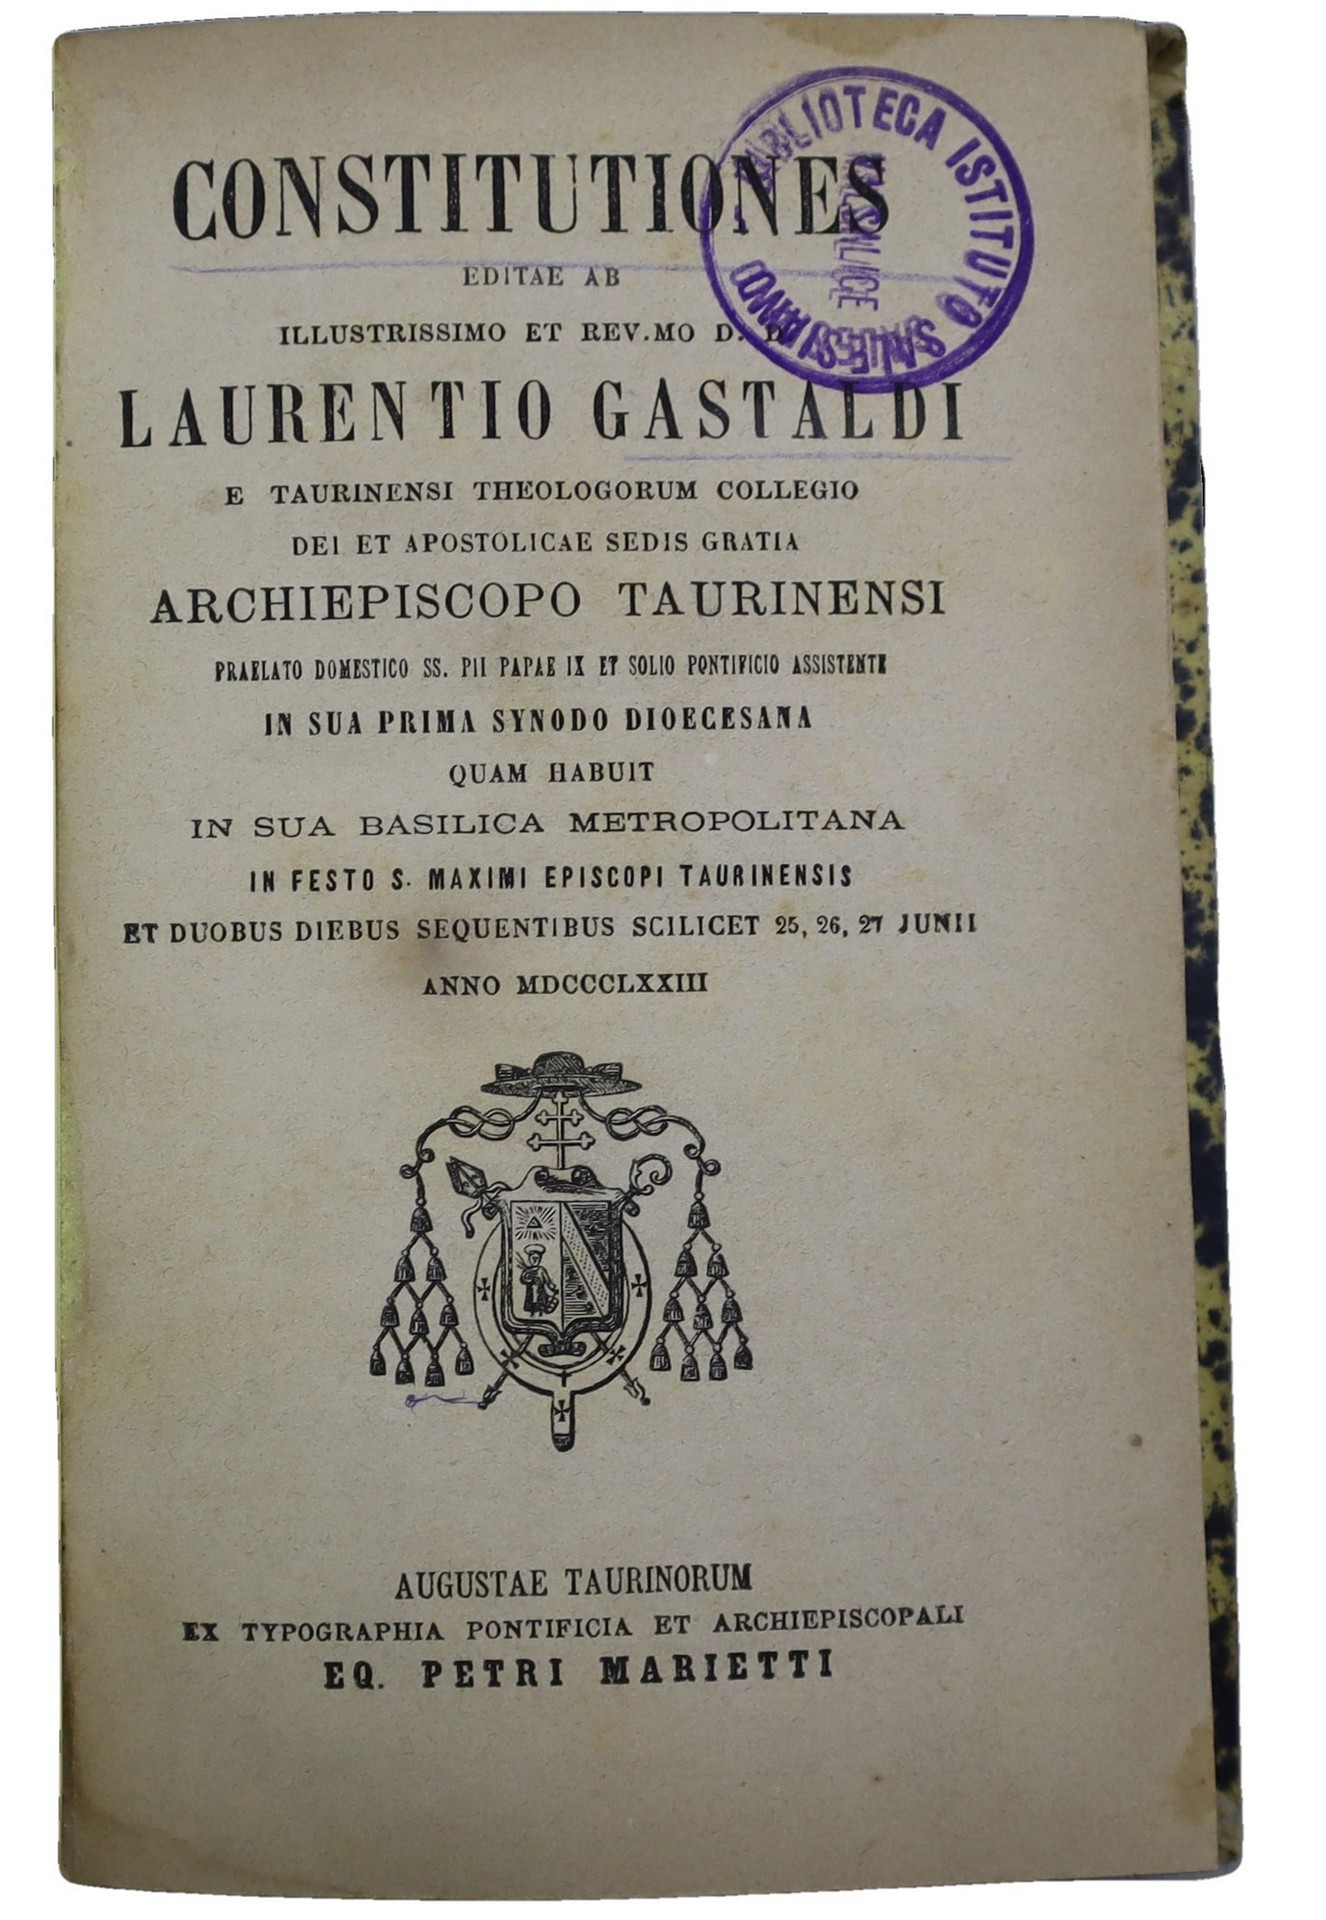 CONSTITUTIONES
EDITAE AB
ILLUSTRISSIMO ET REV.MO D. D.
LAURENTIO GASTALDI
E TAURINENSI THEOLOGORUM COLLEGIO
DEI ET APOSTOLICAE SEDIS GRATIA
ARCHIEPISCOPO TAURINENSI
PRAELATO DOMESTICO SS. PII PAPAE IX ET SOLIO PONTIFICIO ASSISTENTE
IN SUA PRIMA SYNODO DIOECESANA
QUAM HABUIT
IN SUA BASILICA METROPOLITANA
IN FESTO S. MAXIMI EPISCOPI TAURINENSIS
ET DUOBUS DIEBUS SEQUENTIBUS SCILICET 25, 26, 27 JUNII
ANNO MDCCCLXXIII
AUGUSTAE TAURINORUM
EX TYPOGRAPHIA PONTIFICIA ET ARCHIEPISCOPALI
EQ. PETRI MARIETTI
BIBLIOTECA ISTITUTO